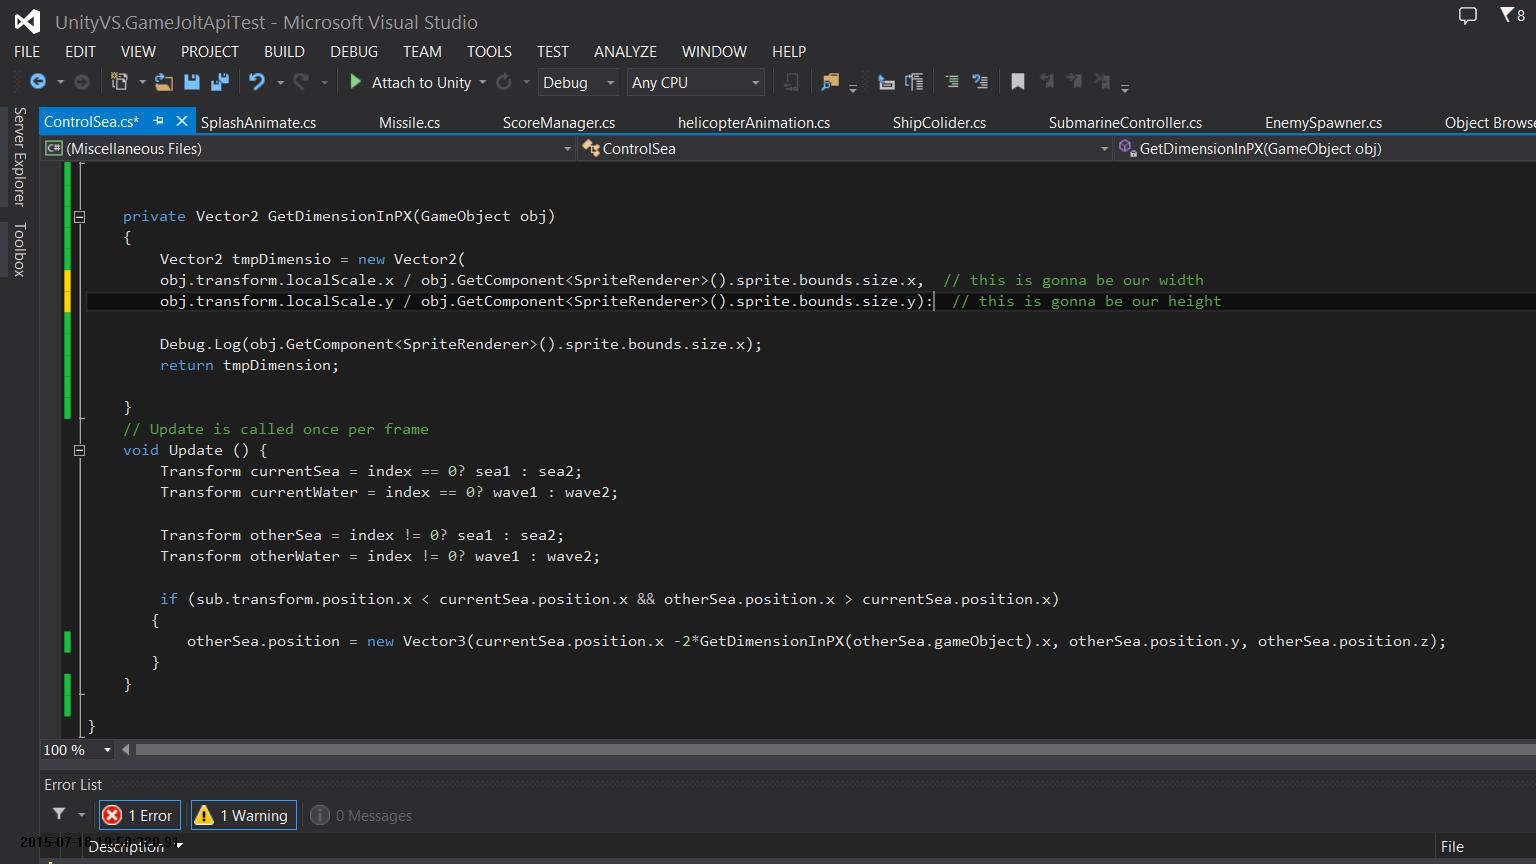 UnityVS.GameJoltApiTest - Microsoft Visual Studio
8
FILE EDIT VIEW PROJECT BUILD DEBUG TEAM TOOLS TEST ANALYZE WINDOW HELP
Attach to Unity Debug Any CPU
Server Explorer
Toolbox
ControlSea.cs* SplashAnimate.cs Missile.cs ScoreManager.cs helicopterAnimation.cs ShipColider.cs SubmarineController.cs EnemySpawner.cs Object Browse
C# (Miscellaneous Files) ControlSea GetDimensionInPX(GameObject obj)
private Vector2 GetDimensionInPX(GameObject obj)
{
Vector2 tmpDimensio = new Vector2(
obj.transform.localScale.x / obj.GetComponent<SpriteRenderer>().sprite.bounds.size.x, // this is gonna be our width
obj.transform.localScale.y / obj.GetComponent<SpriteRenderer>().sprite.bounds.size.y): // this is gonna be our height
Debug.Log(obj.GetComponent<SpriteRenderer>().sprite.bounds.size.x);
return tmpDimension;
}
// Update is called once per frame
void Update () {
Transform currentSea = index == 0? sea1 : sea2;
Transform currentWater = index == 0? wave1 : wave2;
Transform otherSea = index != 0? sea1 : sea2;
Transform otherWater = index != 0? wave1 : wave2;
if (sub.transform.position.x < currentSea.position.x && otherSea.position.x > currentSea.position.x)
{
otherSea.position = new Vector3(currentSea.position.x -2*GetDimensionInPX(otherSea.gameObject).x, otherSea.position.y, otherSea.position.z);
}
}
}
100 %
Error List
1 Error 1 Warning 0 Messages
Description File